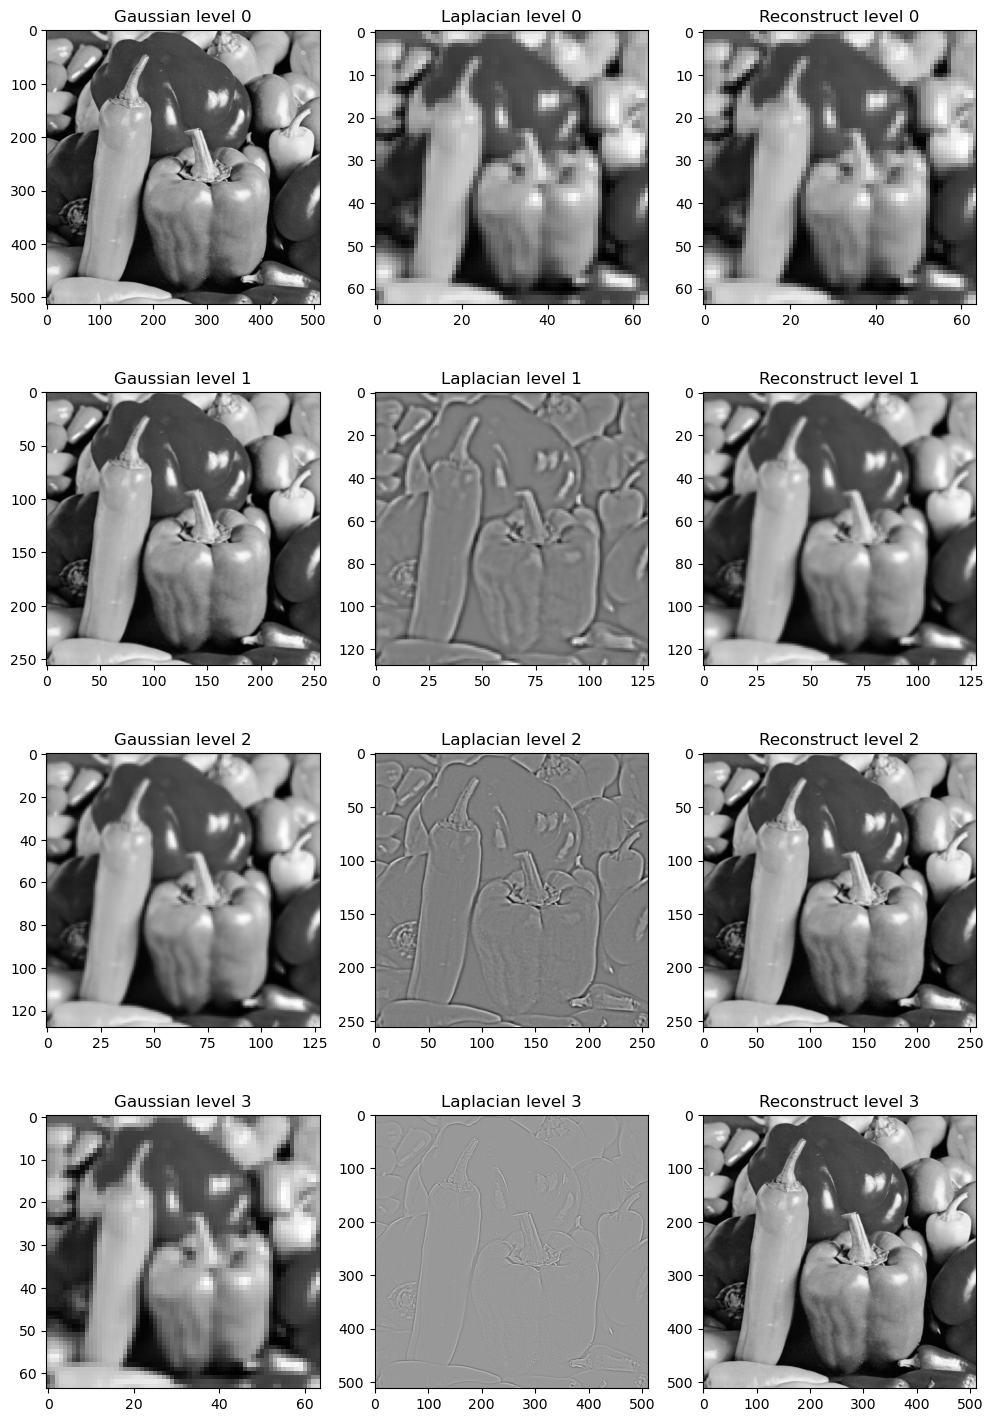 Gaussian level 0 Laplacian level 0 Reconstruct level 0
0 0 0
100 10 10
200 20 20
300 30 30
400 40 40
500 50 50
60 60
0 100 200 300 400 500 0 20 40 60 0 20 40 60
Gaussian level 1 Laplacian level 1 Reconstruct level 1
0 0 0
50 20 20
100 40 40
150 60 60
200 80 80
250 100 100
120 120
0 50 100 150 200 250 0 25 50 75 100 125 0 25 50 75 100 125
Gaussian level 2 Laplacian level 2 Reconstruct level 2
0 0 0
20 50 50
40 100 100
60 150 150
80 200 200
100 250 250
120
0 25 50 75 100 125 0 50 100 150 200 250 0 50 100 150 200 250
Gaussian level 3 Laplacian level 3 Reconstruct level 3
0 0 0
10 100 100
20 200 200
30 300 300
40 400 400
50 500 500
60
0 20 40 60 0 100 200 300 400 500 0 100 200 300 400 500